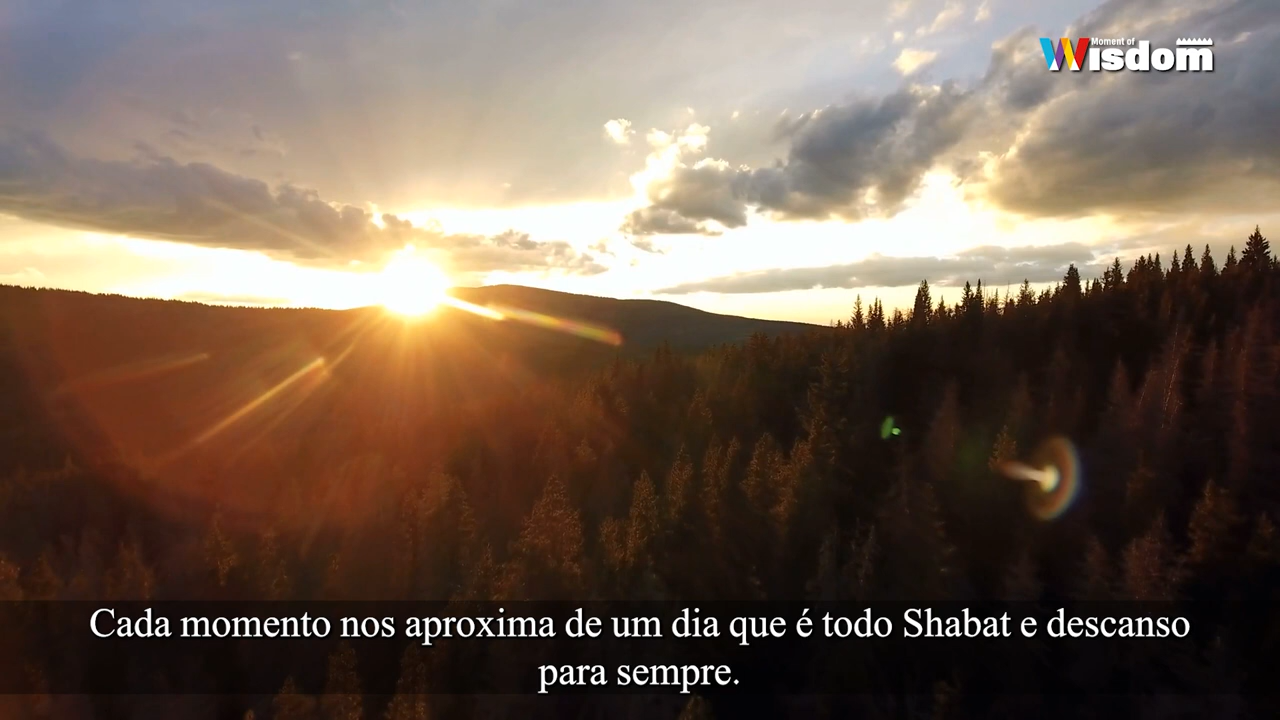 Moment of
Wisdom
Cada momento nos aproxima de um dia que é todo Shabat e descanso
para sempre.